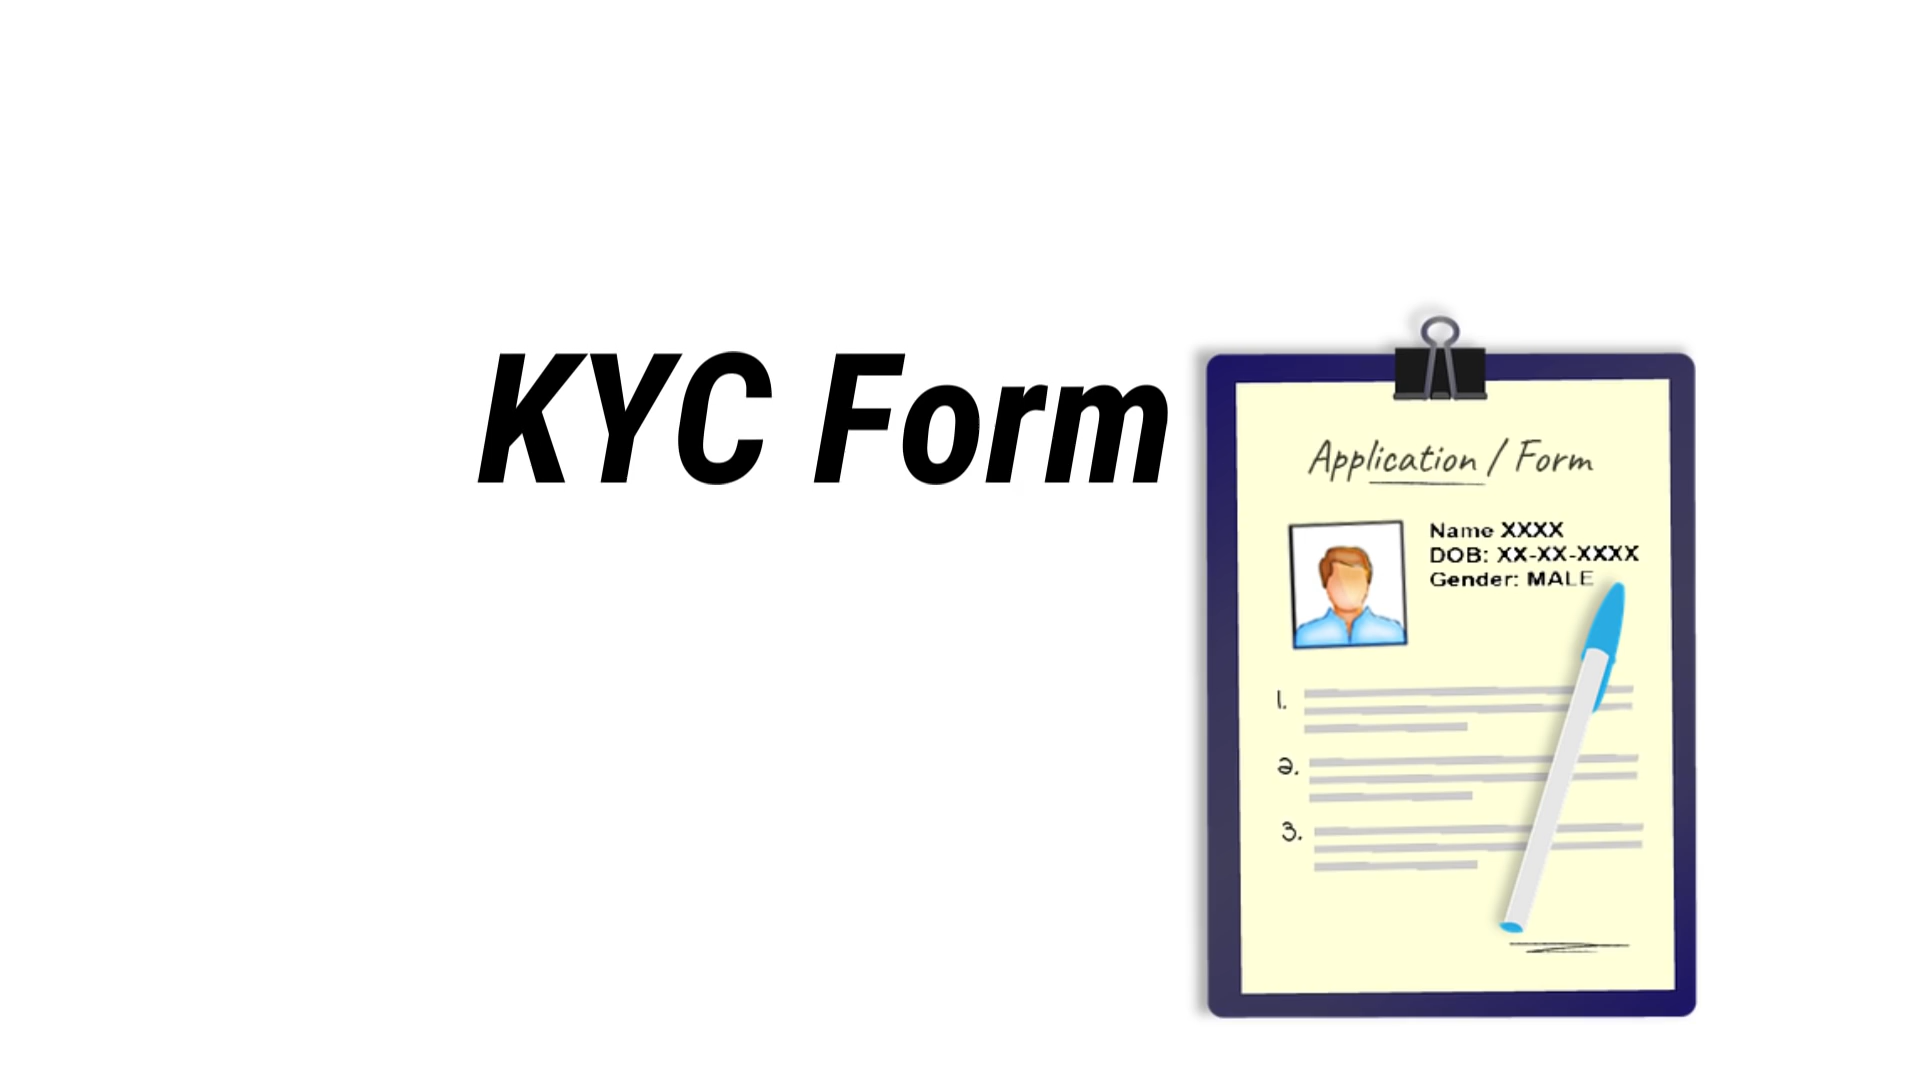 KYC Form
Application / Form
Name XXXX
DOB: XX-XX-XXXX
Gender: MALE
1.
2.
3.